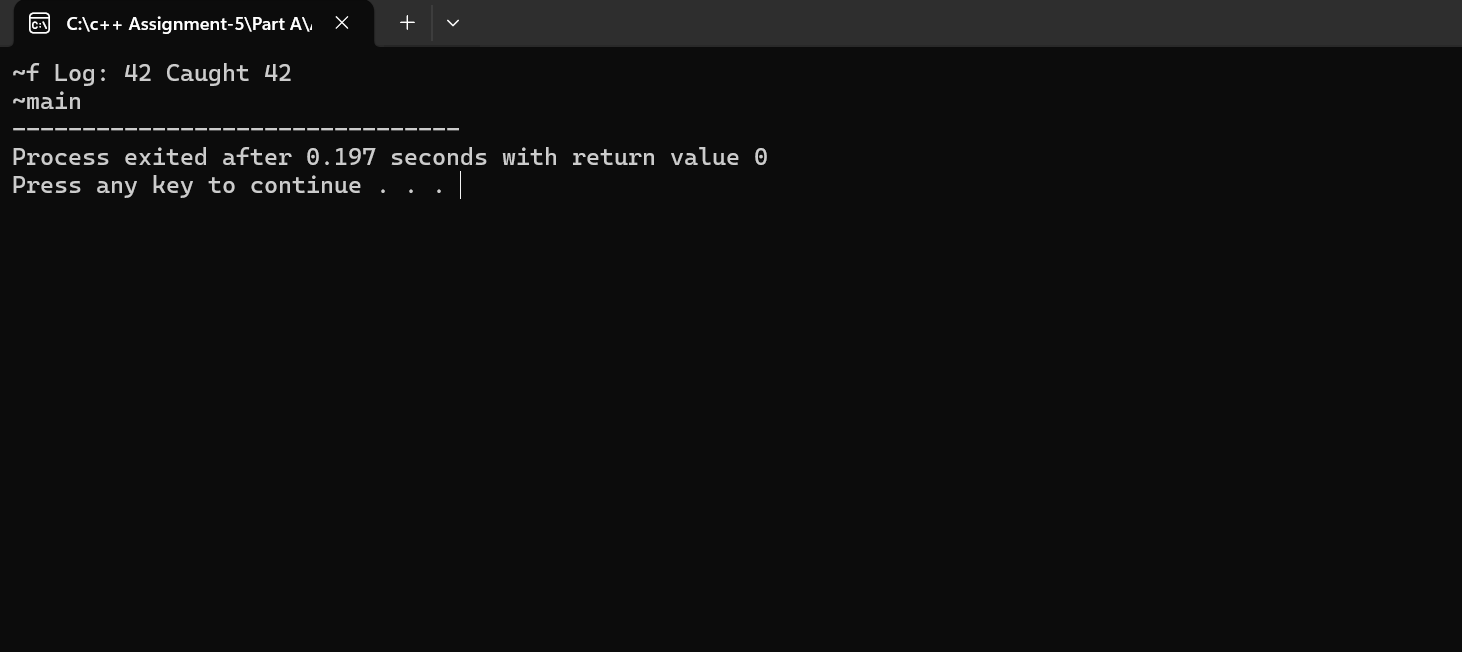 C:\c++ Assignment-5\Part A\
~f Log: 42 Caught 42
~main
--------------------------------
Process exited after 0.197 seconds with return value 0
Press any key to continue . . .